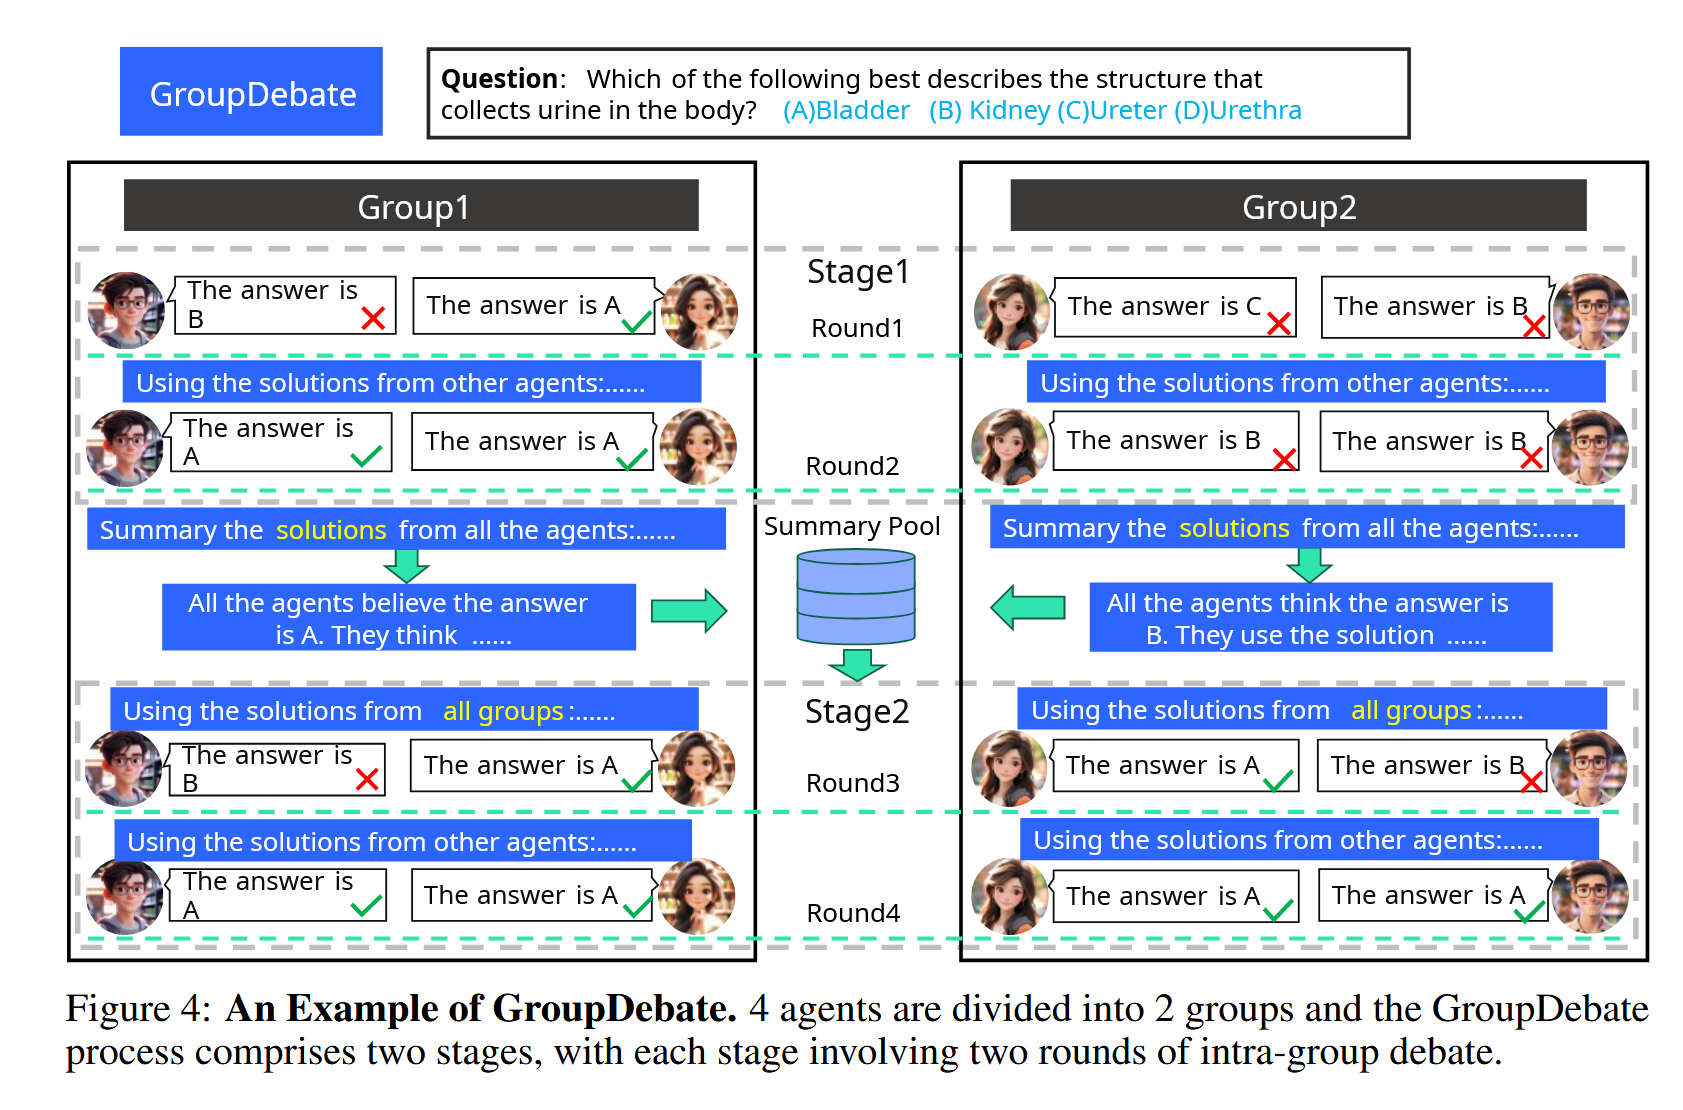 GroupDebate
Question: Which of the following best describes the structure that
collects urine in the body? (A)Bladder (B) Kidney (C)Ureter (D)Urethra
Group1
Group2
Stage1
The answer is
B
The answer is A
Round1
The answer is C
The answer is B
Using the solutions from other agents:......
Using the solutions from other agents:......
The answer is
A
The answer is A
Round2
The answer is B
The answer is B
Summary the solutions from all the agents:......
Summary Pool
Summary the solutions from all the agents:.......
All the agents believe the answer
is A. They think ......
All the agents think the answer is
B. They use the solution ......
Stage2
Using the solutions from all groups:......
Using the solutions from all groups:......
The answer is
B
The answer is A
Round3
The answer is A
The answer is B
Using the solutions from other agents:......
Using the solutions from other agents:......
The answer is
A
The answer is A
Round4
The answer is A
The answer is A
Figure 4: An Example of GroupDebate. 4 agents are divided into 2 groups and the GroupDebate
process comprises two stages, with each stage involving two rounds of intra-group debate.